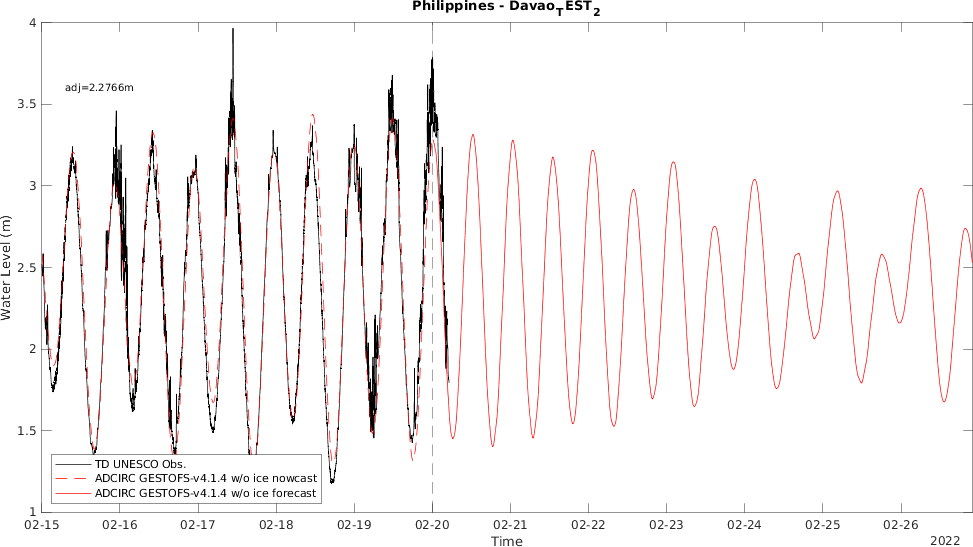 Philippines - Davao_TEST_2
4
adj=2.2766m
3.5
3
Water Level (m)
2.5
2
1.5
TD UNESCO Obs.
ADCIRC GESTOFS-v4.1.4 w/o ice nowcast
ADCIRC GESTOFS-v4.1.4 w/o ice forecast
1
02-15 02-16 02-17 02-18 02-19 02-20 02-21 02-22 02-23 02-24 02-25 02-26
Time
2022